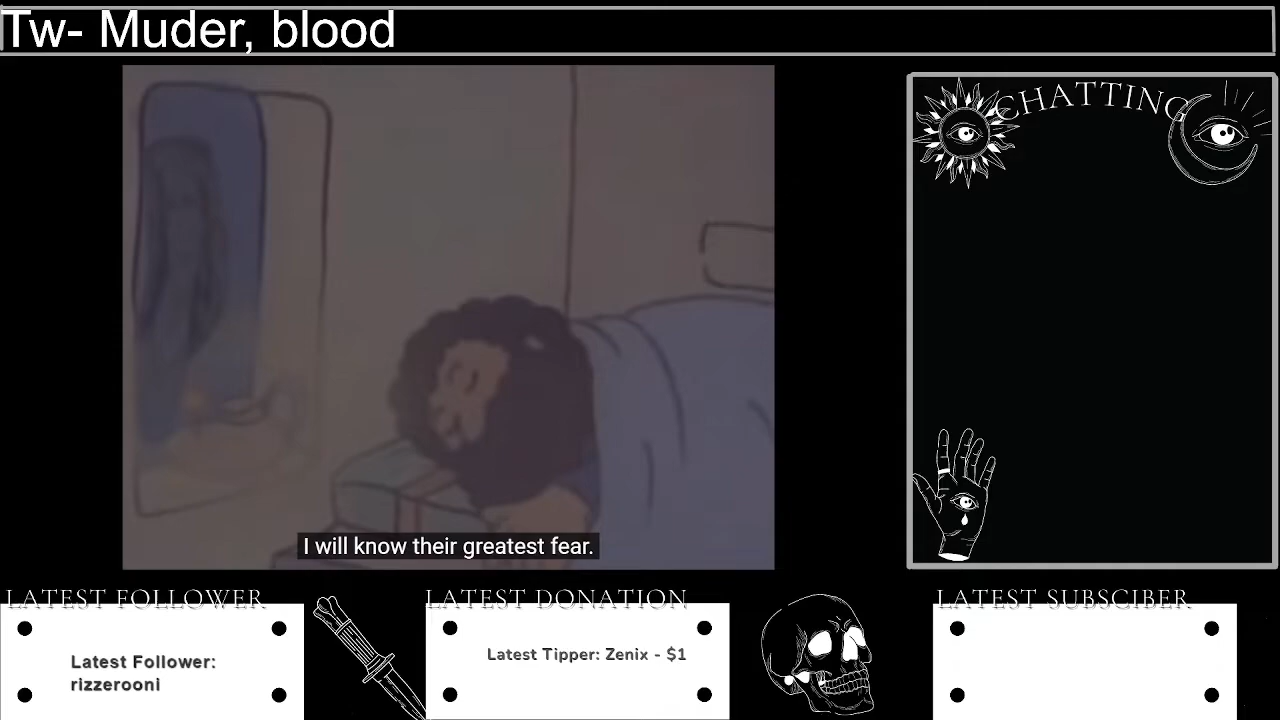 Tw- Muder, blood
CHATTING
I will know their greatest fear.
LATEST FOLLOWER
LATEST DONATION
LATEST SUBSCIBER
Latest Follower:
rizzerooni
Latest Tipper: Zenix - $1